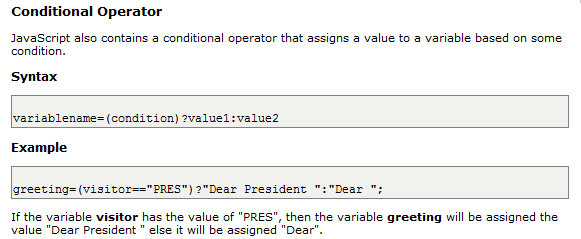 Conditional Operator
JavaScript also contains a conditional operator that assigns a value to a variable based on some
condition.
Syntax
variablename=(condition)?value1:value2
Example
greeting=(visitor=="PRES")?"Dear President ":"Dear ";
If the variable visitor has the value of "PRES", then the variable greeting will be assigned the
value "Dear President " else it will be assigned "Dear".